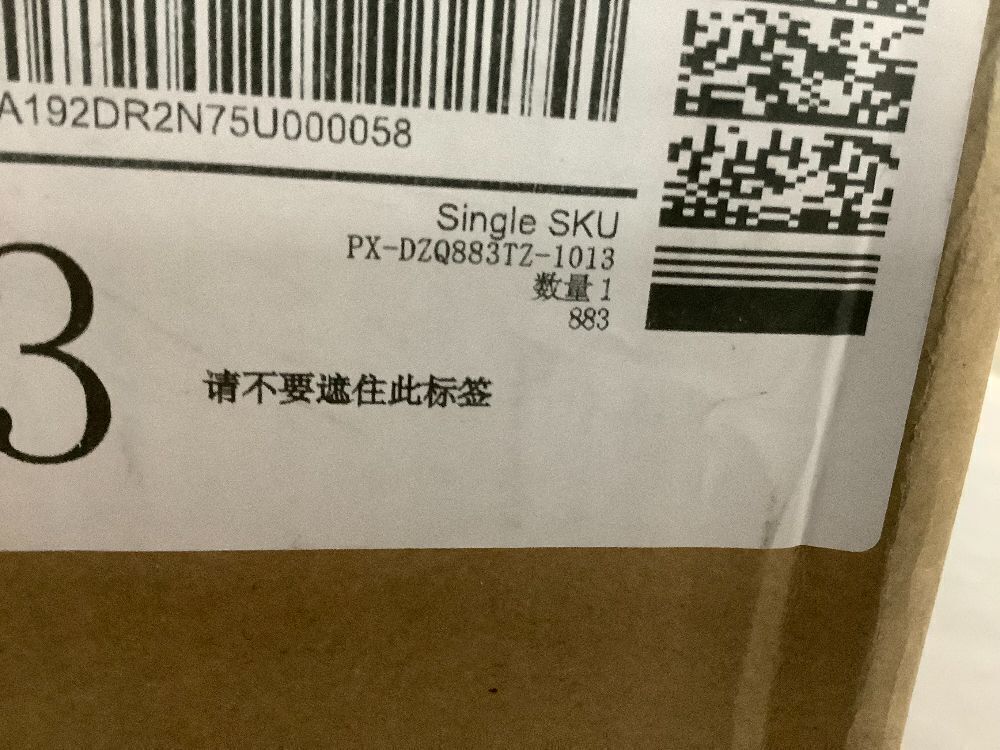 A192DR2N75U000058
Single SKU
PX-DZQ883TZ-1013
数量 1
883
3
请不要遮住此标签